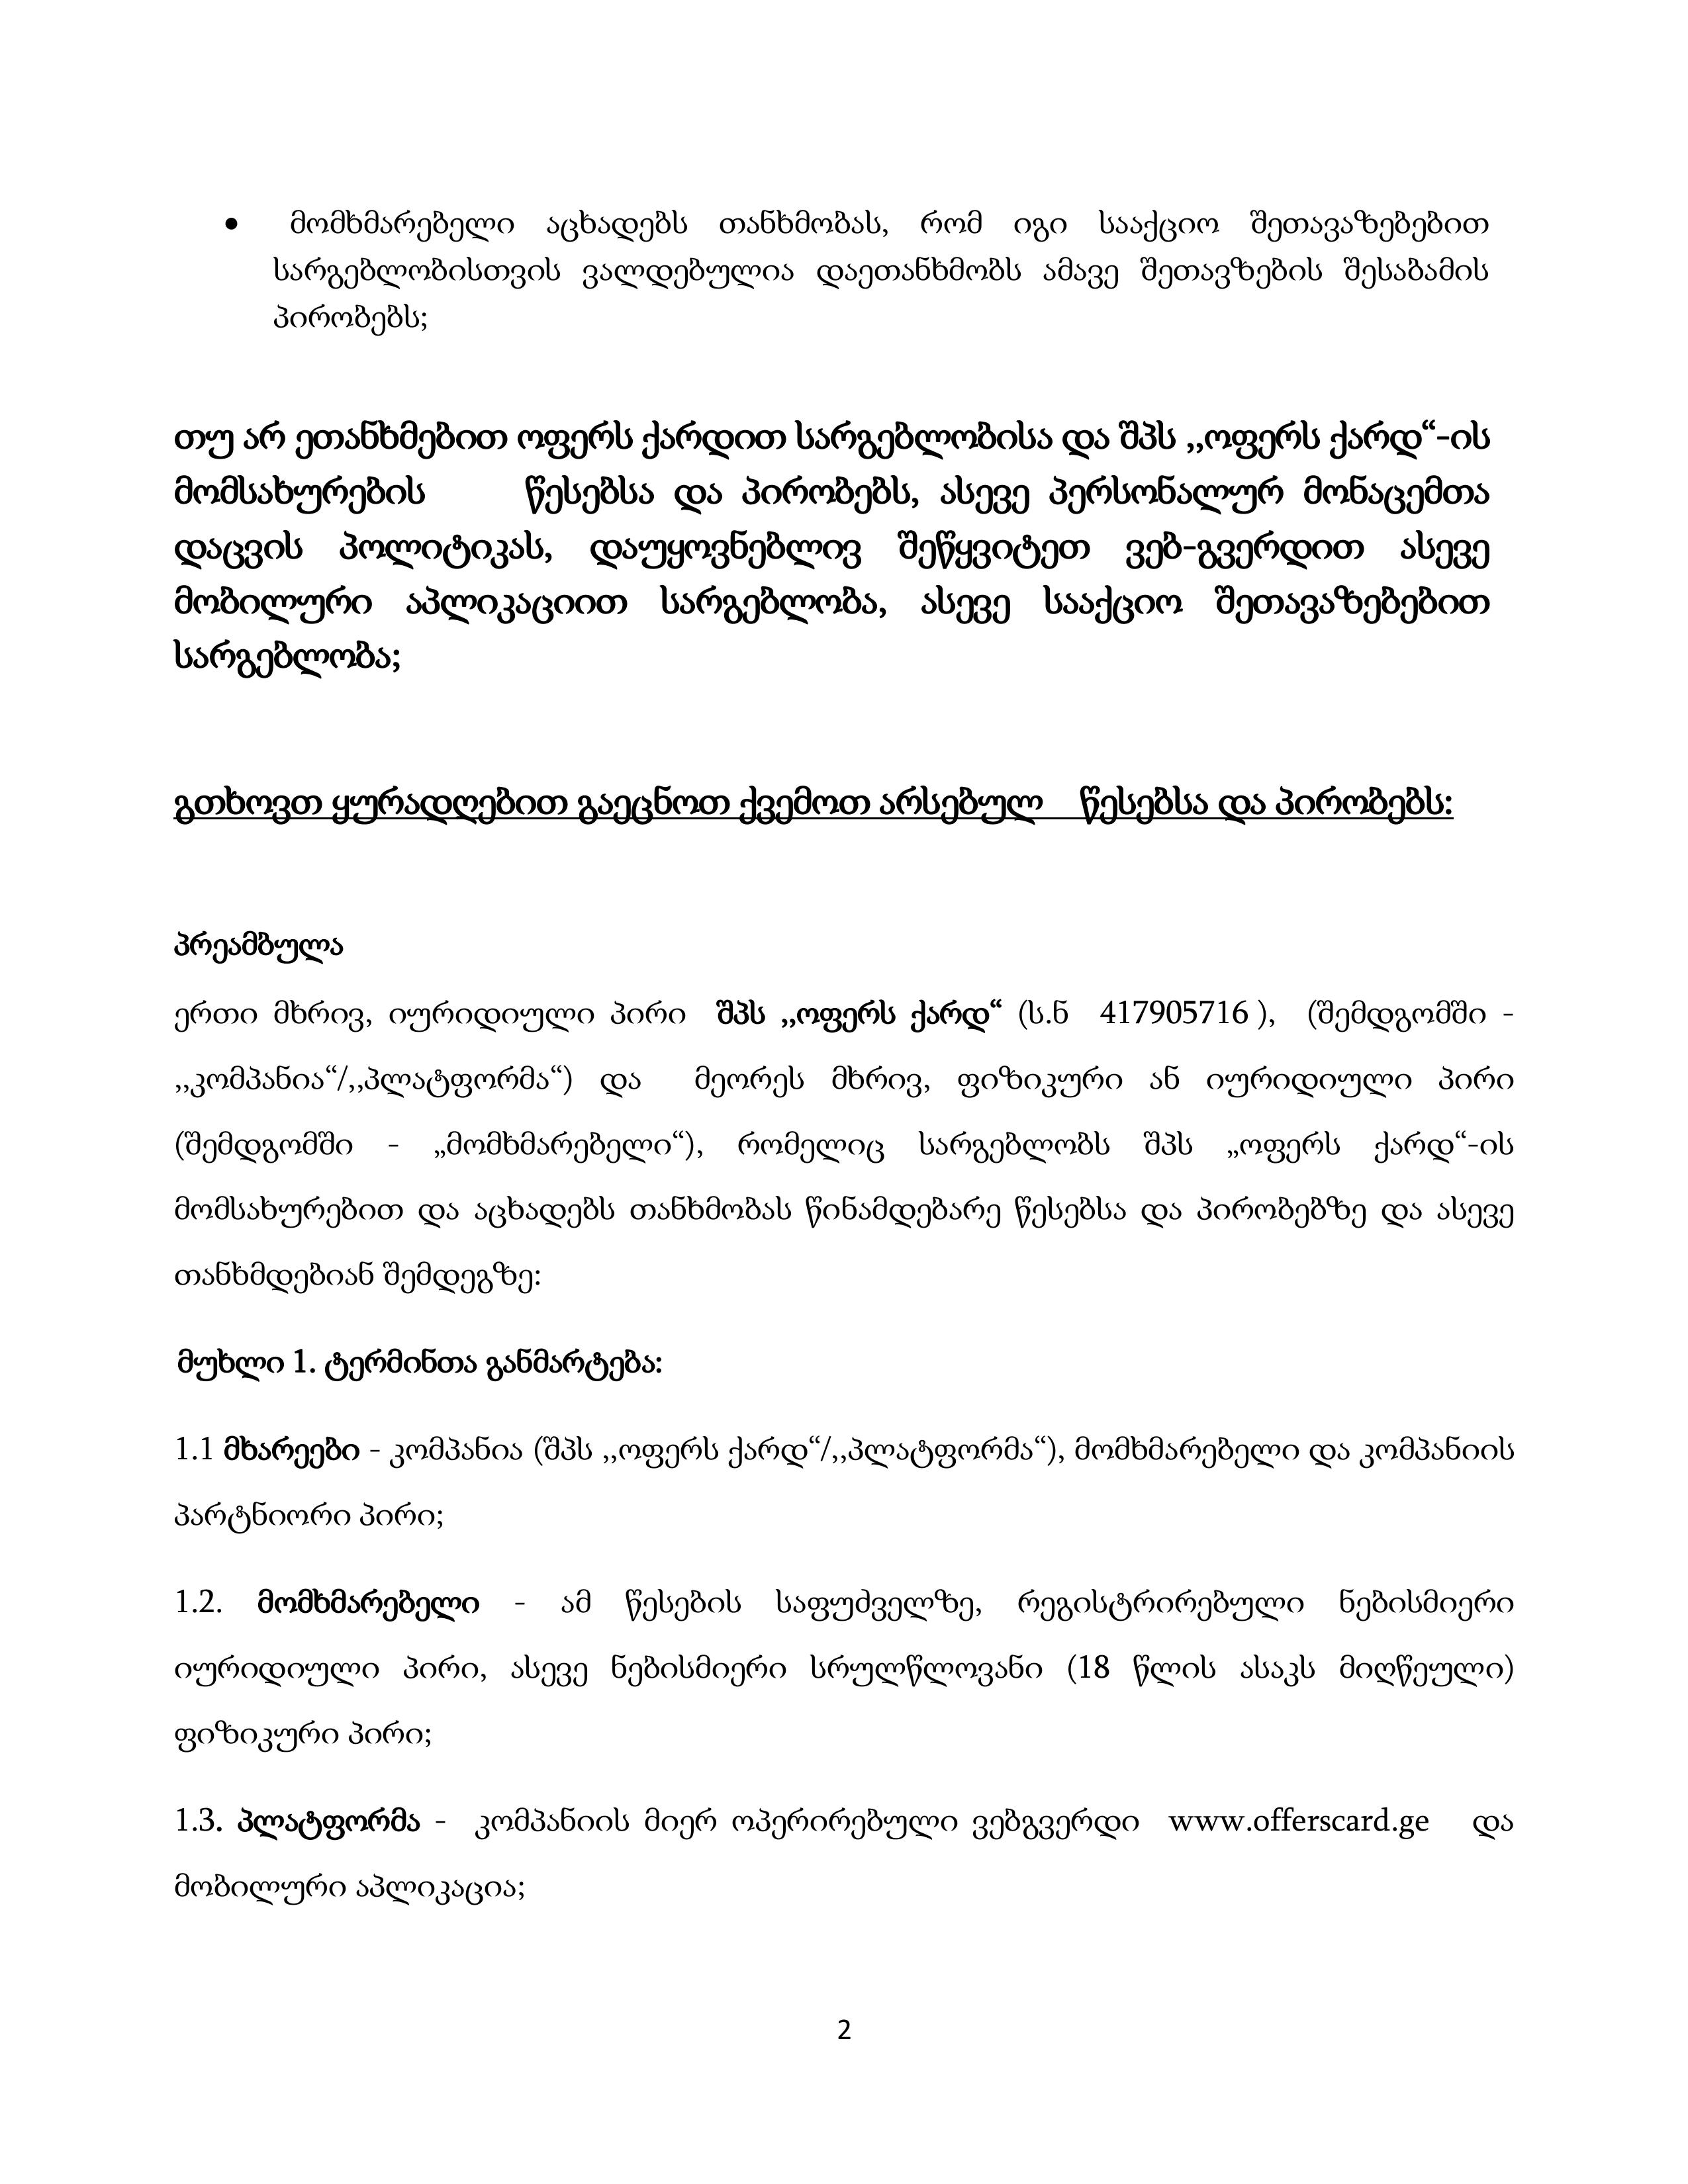 • მომხმარებელი აცხადებს თანხმობას, რომ იგი სააქციო შეთავაზებებით
სარგებლობისთვის ვალდებულია დაეთანხმობს ამავე შეთავზების შესაბამის
პირობებს;
თუ არ ეთანხმებით ოფერს ქარდით სარგებლობისა და შპს ,,ოფერს ქარდ“-ის
მომსახურების წესებსა და პირობებს, ასევე პერსონალურ მონაცემთა
დაცვის პოლიტიკას, დაუყოვნებლივ შეწყვიტეთ ვებ-გვერდით ასევე
მობილური აპლიკაციით სარგებლობა, ასევე სააქციო შეთავაზებებით
სარგებლობა;
გთხოვთ ყურადღებით გაეცნოთ ქვემოთ არსებულ წესებსა და პირობებს:
პრეამბულა
ერთი მხრივ, იურიდიული პირი შპს ,,ოფერს ქარდ“ (ს.ნ 417905716 ), (შემდგომში -
,,კომპანია“/,,პლატფორმა“) და მეორეს მხრივ, ფიზიკური ან იურიდიული პირი
(შემდგომში - „მომხმარებელი“), რომელიც სარგებლობს შპს „ოფერს ქარდ“-ის
მომსახურებით და აცხადებს თანხმობას წინამდებარე წესებსა და პირობებზე და ასევე
თანხმდებიან შემდეგზე:
მუხლი 1. ტერმინთა განმარტება:
1.1 მხარეები - კომპანია (შპს ,,ოფერს ქარდ“/,,პლატფორმა“), მომხმარებელი და კომპანიის
პარტნიორი პირი;
1.2. მომხმარებელი - ამ წესების საფუძველზე, რეგისტრირებული ნებისმიერი
იურიდიული პირი, ასევე ნებისმიერი სრულწლოვანი (18 წლის ასაკს მიღწეული)
ფიზიკური პირი;
1.3. პლატფორმა - კომპანიის მიერ ოპერირებული ვებგვერდი www.offerscard.ge და
მობილური აპლიკაცია;
2